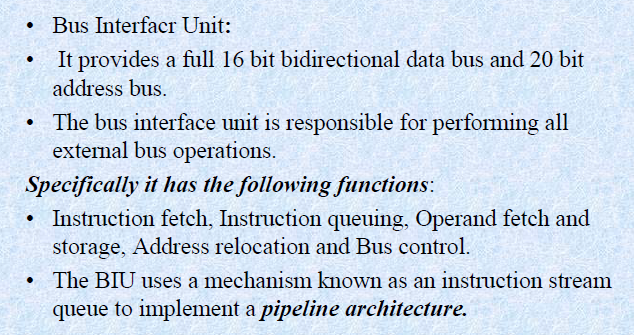 • Bus Interfacr Unit:
• It provides a full 16 bit bidirectional data bus and 20 bit
address bus.
• The bus interface unit is responsible for performing all
external bus operations.
Specifically it has the following functions:
• Instruction fetch, Instruction queuing, Operand fetch and
storage, Address relocation and Bus control.
• The BIU uses a mechanism known as an instruction stream
queue to implement a pipeline architecture.